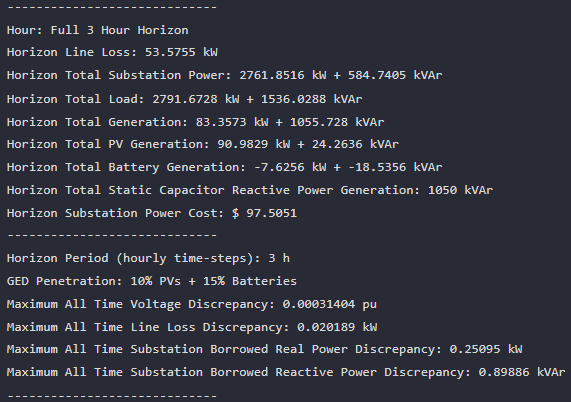 -----------------------------
Hour: Full 3 Hour Horizon
Horizon Line Loss: 53.5755 kW
Horizon Total Substation Power: 2761.8516 kW + 584.7405 kVAr
Horizon Total Load: 2791.6728 kW + 1536.0288 kVAr
Horizon Total Generation: 83.3573 kW + 1055.728 kVAr
Horizon Total PV Generation: 90.9829 kW + 24.2636 kVAr
Horizon Total Battery Generation: -7.6256 kW + -18.5356 kVAr
Horizon Total Static Capacitor Reactive Power Generation: 1050 kVAr
Horizon Substation Power Cost: $ 97.5051
-----------------------------
Horizon Period (hourly time-steps): 3 h
GED Penetration: 10% PVs + 15% Batteries
Maximum All Time Voltage Discrepancy: 0.00031404 pu
Maximum All Time Line Loss Discrepancy: 0.020189 kW
Maximum All Time Substation Borrowed Real Power Discrepancy: 0.25095 kW
Maximum All Time Substation Borrowed Reactive Power Discrepancy: 0.89886 kVAr
-----------------------------